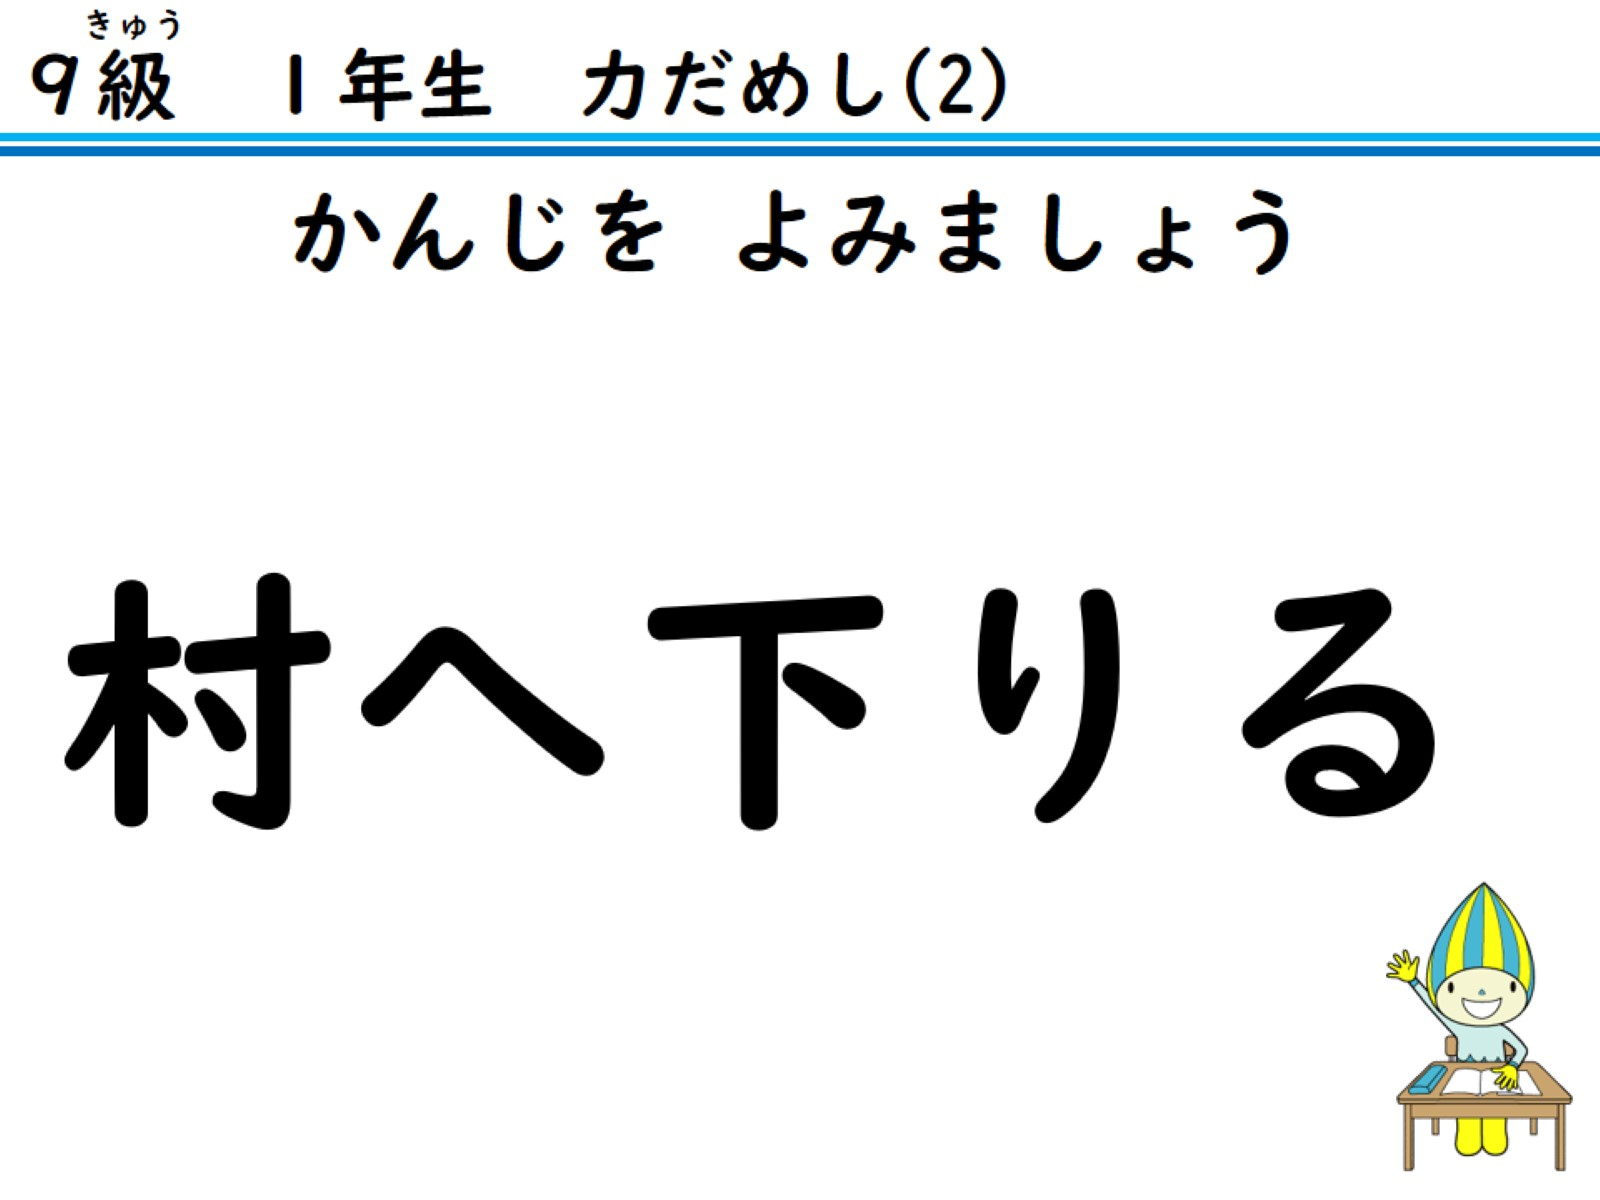 きゅう
9級　1年生　力だめし(2)
かんじを よみましょう
村へ下りる